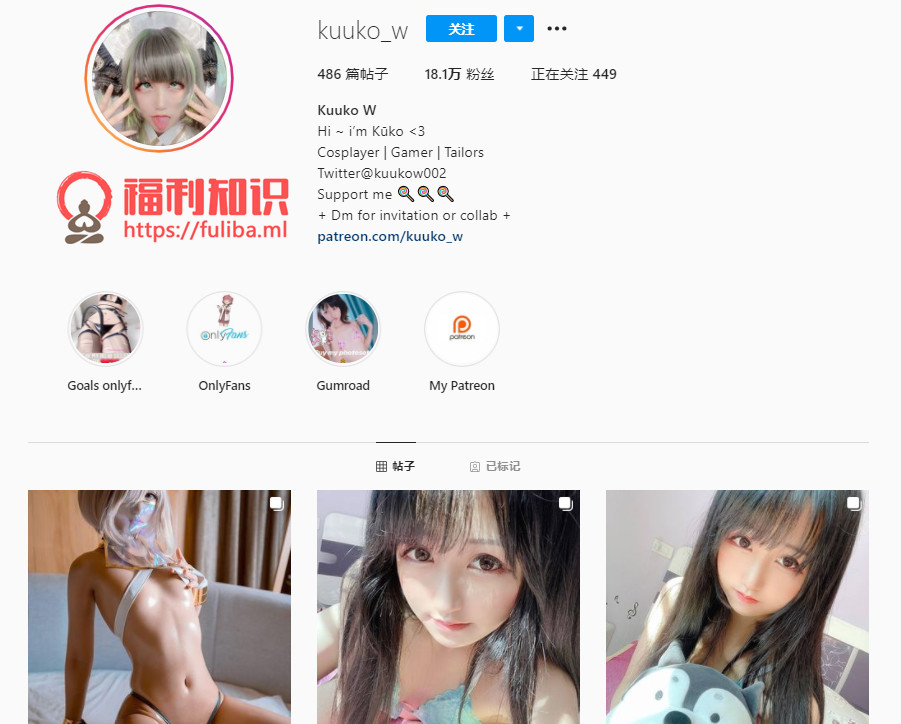 kuuko_w 关注
486 篇帖子 18.1万 粉丝 正在关注 449
Kuuko W
Hi ~ i'm Kūko <3
Cosplayer | Gamer | Tailors
Twitter@kuukow002
Support me 🍭🍭🍭
+ Dm for invitation or collab +
patreon.com/kuuko_w
福利知识
https://fuliba.ml
OnlyFans
patreon
Goals onlyf... OnlyFans Gumroad My Patreon
帖子 已标记